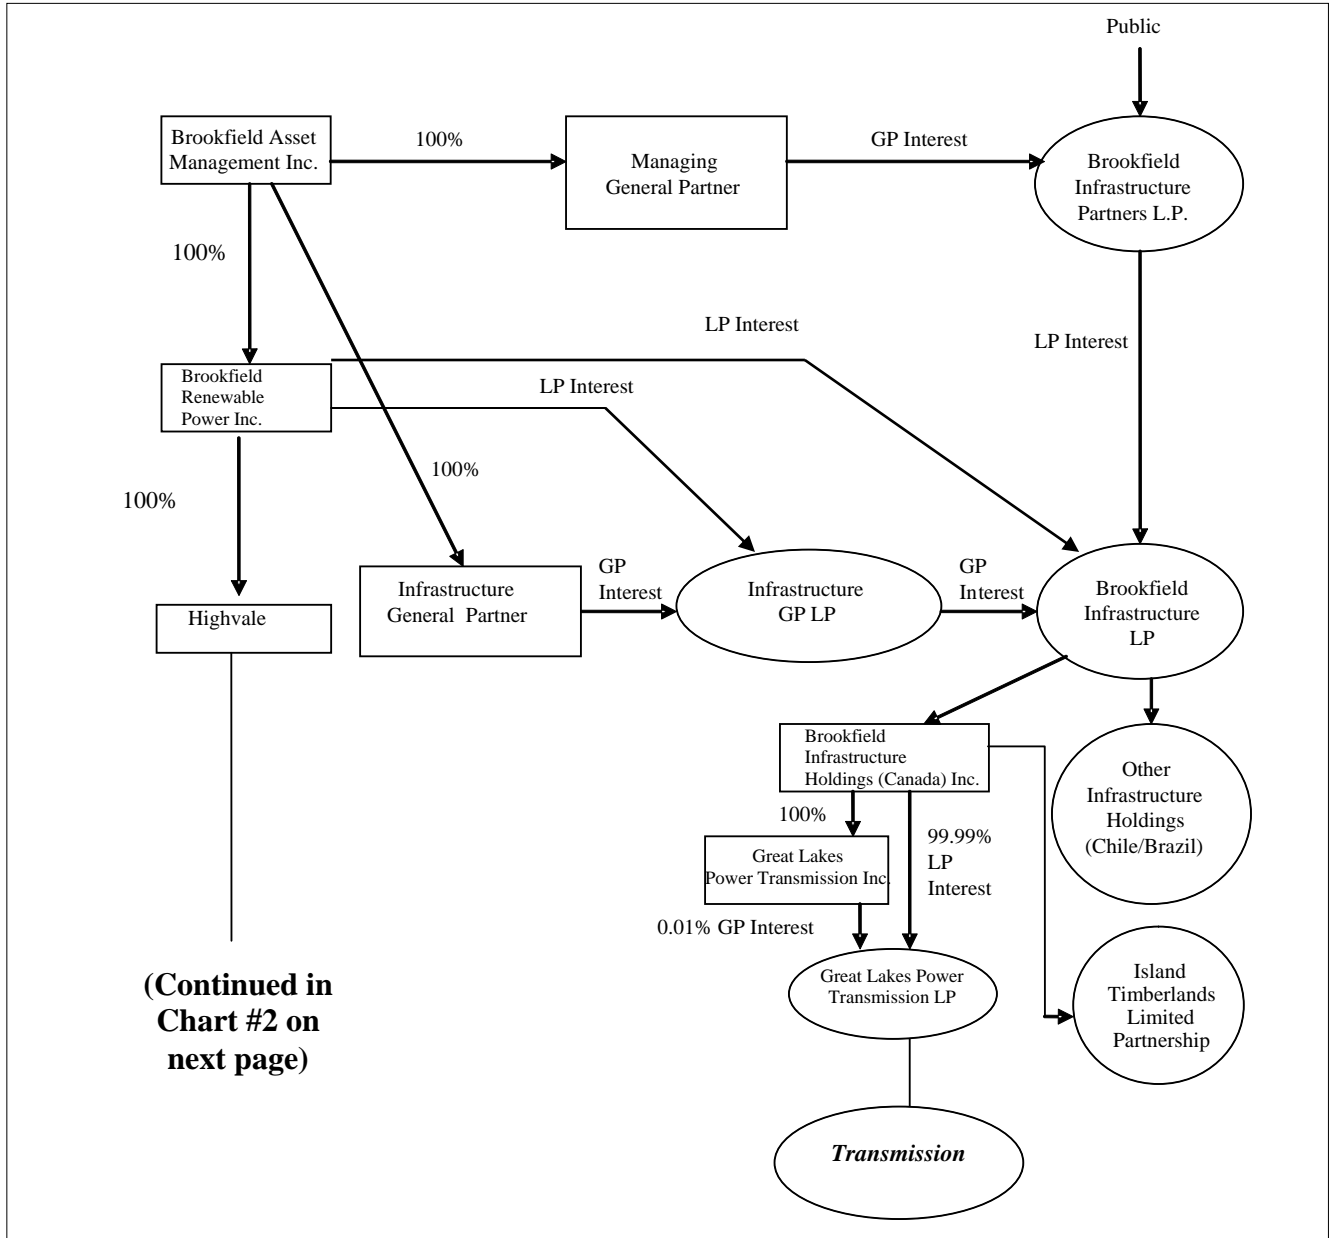 Public
Brookfield Asset
Management Inc.
100%
Managing
General Partner
GP Interest
Brookfield
Infrastructure
Partners L.P.
100%
LP Interest
LP Interest
Brookfield
Renewable
Power Inc.
LP Interest
100%
100%
Highvale
Infrastructure
General Partner
GP
Interest
Infrastructure
GP LP
GP
Interest
Brookfield
Infrastructure
LP
Brookfield
Infrastructure
Holdings (Canada) Inc.
Other
Infrastructure
Holdings
(Chile/Brazil)
100%
99.99%
LP
Interest
Great Lakes
Power Transmission Inc.
0.01% GP Interest
Great Lakes Power
Transmission LP
Island
Timberlands
Limited
Partnership
(Continued in
Chart #2 on
next page)
Transmission